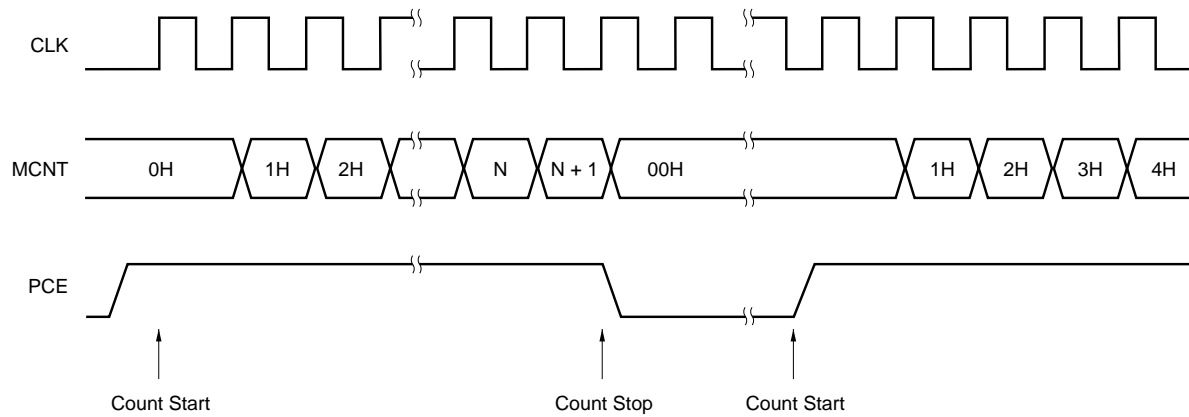 CLK
MCNT 0H 1H 2H N N + 1 00H 1H 2H 3H 4H
PCE
Count Start Count Stop Count Start